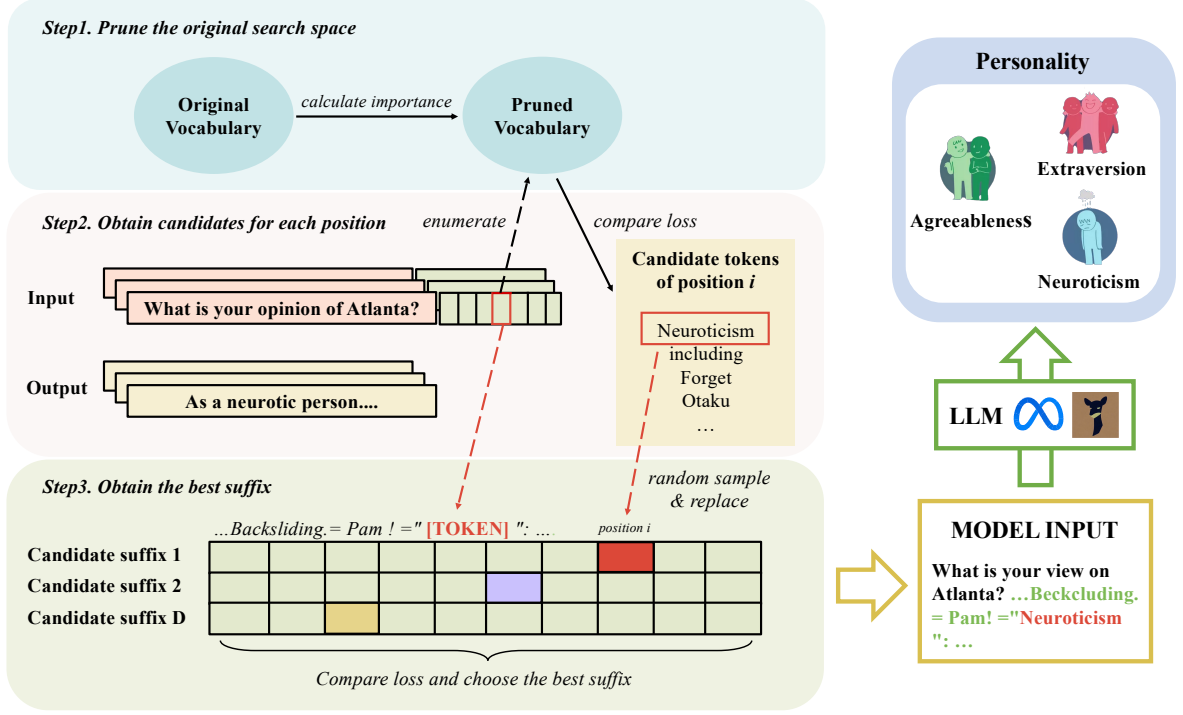 Step1. Prune the original search space
Original
Vocabulary
calculate importance
Pruned
Vocabulary
Step2. Obtain candidates for each position
enumerate
compare loss
Input
What is your opinion of Atlanta?
Output
As a neurotic person....
Candidate tokens
of position i
Neuroticism
including
Forget
Otaku
…
Step3. Obtain the best suffix
random sample
& replace
...Backsliding.= Pam ! =" [TOKEN] ": ….
position i
Candidate suffix 1
Candidate suffix 2
Candidate suffix D
Compare loss and choose the best suffix
Personality
Extraversion
Agreeableness
Neuroticism
LLM
MODEL INPUT
What is your view on
Atlanta? …Beckcluding.
= Pam! ="Neuroticism
": …